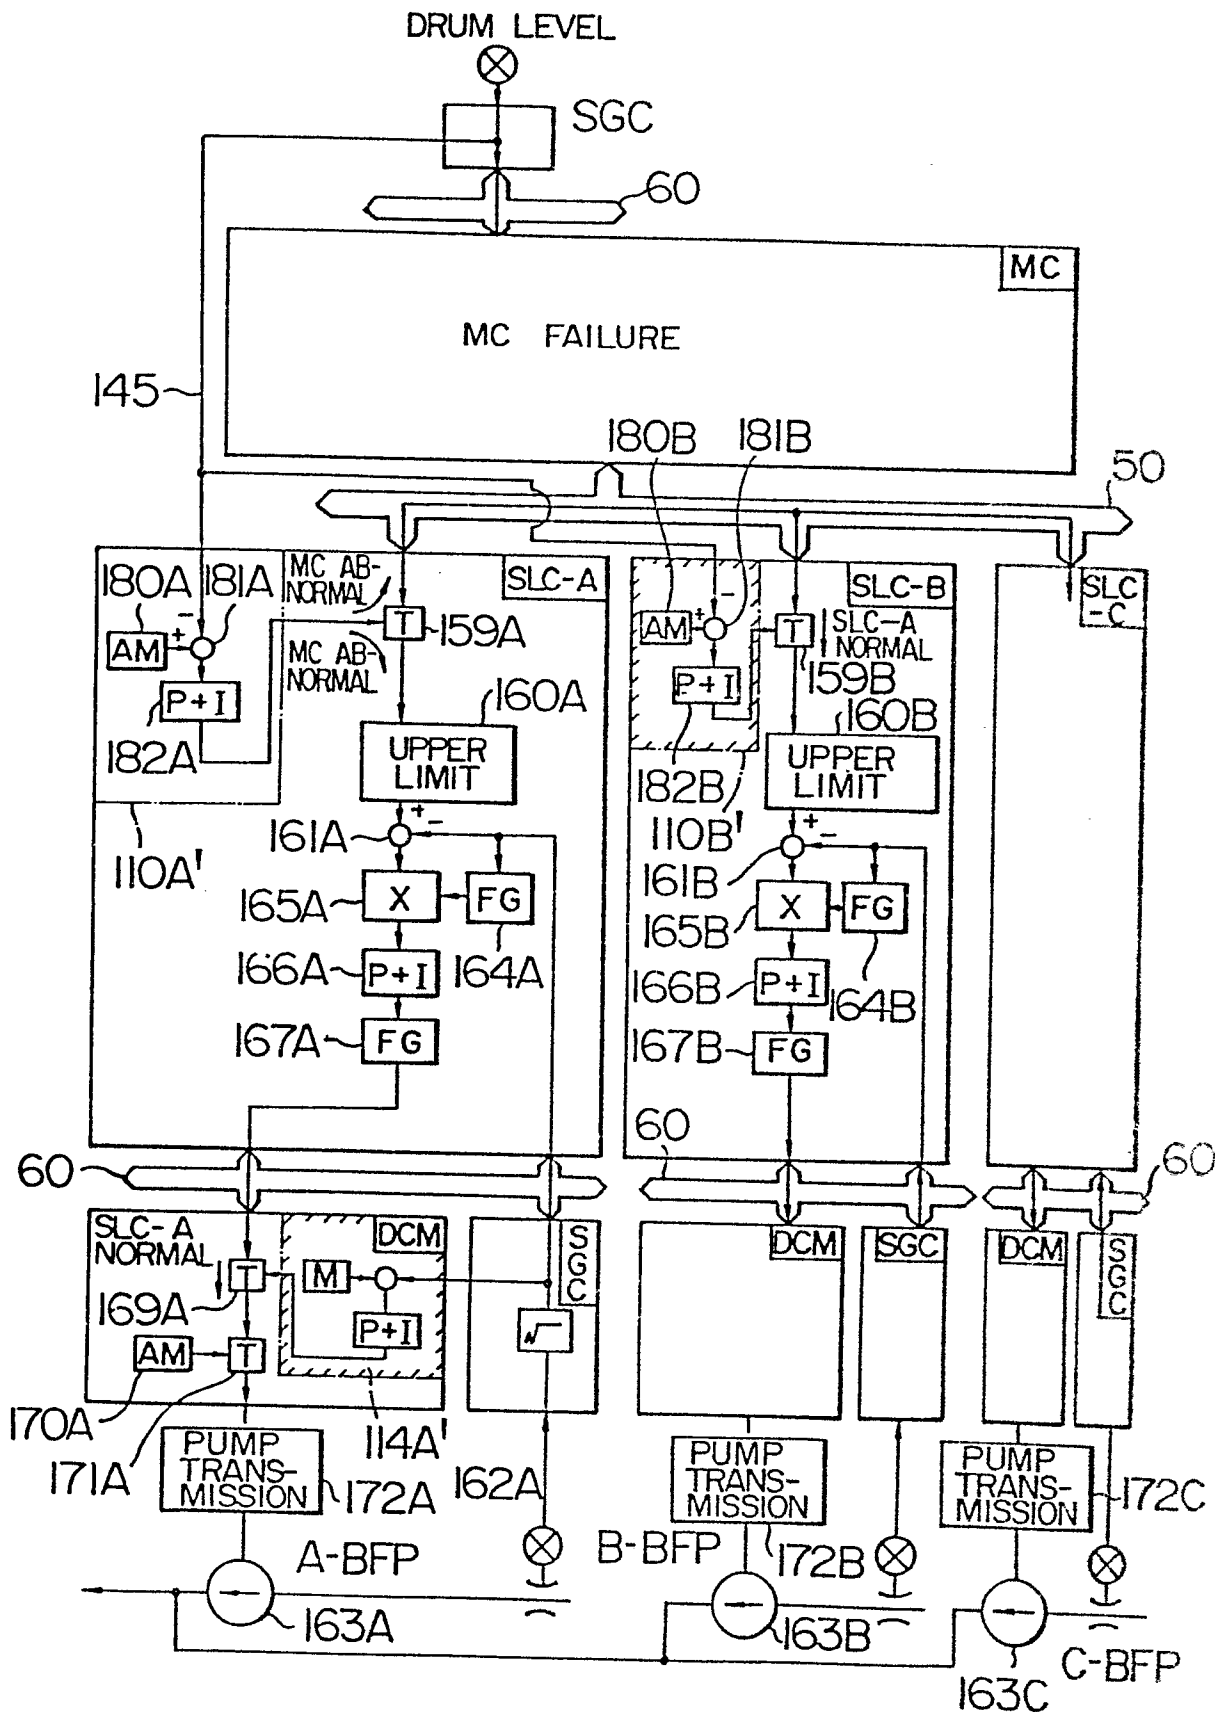 DRUM LEVEL
SGC
60
MC
MC FAILURE
145
180B
181B
50
180A
181A
MC AB-
NORMAL
SLC-A
SLC-B
SLC
-C
-
+
AM
T
159A
MC AB-
NORMAL
P+I
182A
-
+
AM
T
SLC-A
NORMAL
159B
P+I
160A
160B
UPPER
LIMIT
UPPER
LIMIT
182B
110B'
110A'
+
-
161A
+
-
161B
165A
X
FG
164A
165B
X
FG
164B
166A
P+I
166B
P+I
167A
FG
167B
FG
60
60
60
SLC-A
NORMAL
T
169A
M
DCM
P+I
SGC
AM
T
170A
171A
114A'
√
162A
DCM
SGC
DCM
SGC
PUMP
TRANS-
MISSION
172A
PUMP
TRANS-
MISSION
172B
PUMP
TRANS-
MISSION
172C
A-BFP
163A
B-BFP
163B
C-BFP
163C